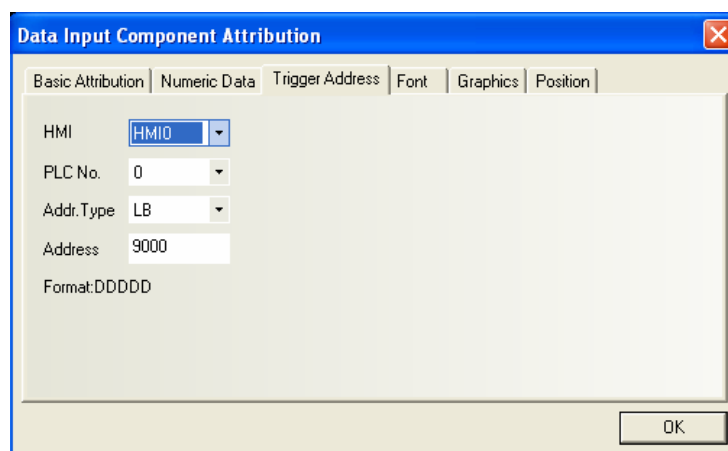 Data Input Component Attribution
Basic Attribution Numeric Data Trigger Address Font Graphics Position
HMI HMI0
PLC No. 0
Addr.Type LB
Address 9000
Format:DDDDD
OK